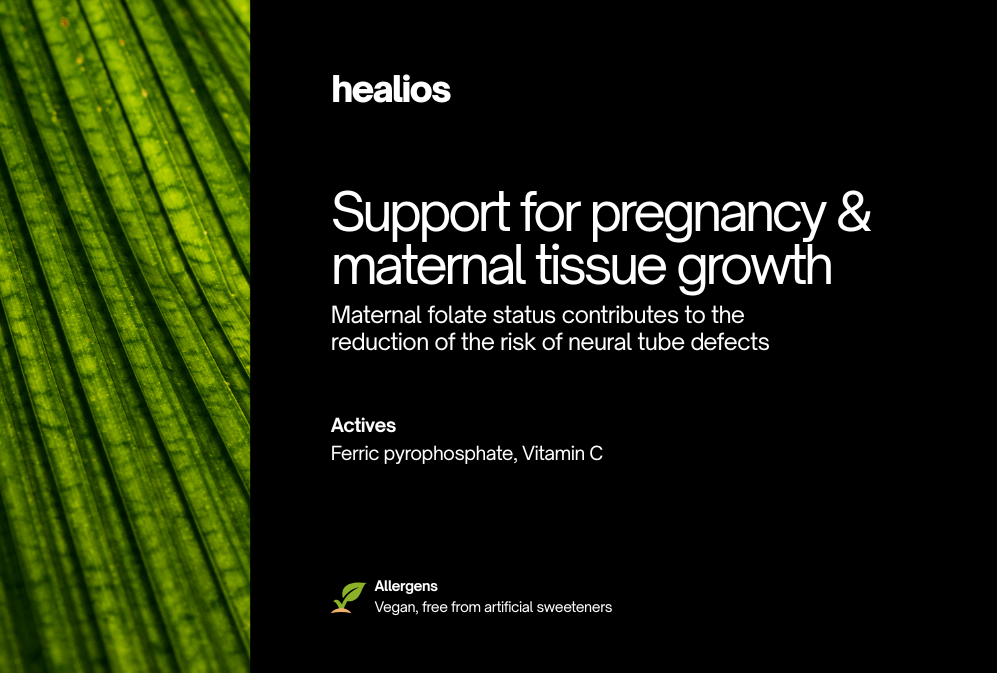 healios
Support for pregnancy &
maternal tissue growth
Maternal folate status contributes to the
reduction of the risk of neural tube defects
Actives
Ferric pyrophosphate, Vitamin C
Allergens
Vegan, free from artificial sweeteners